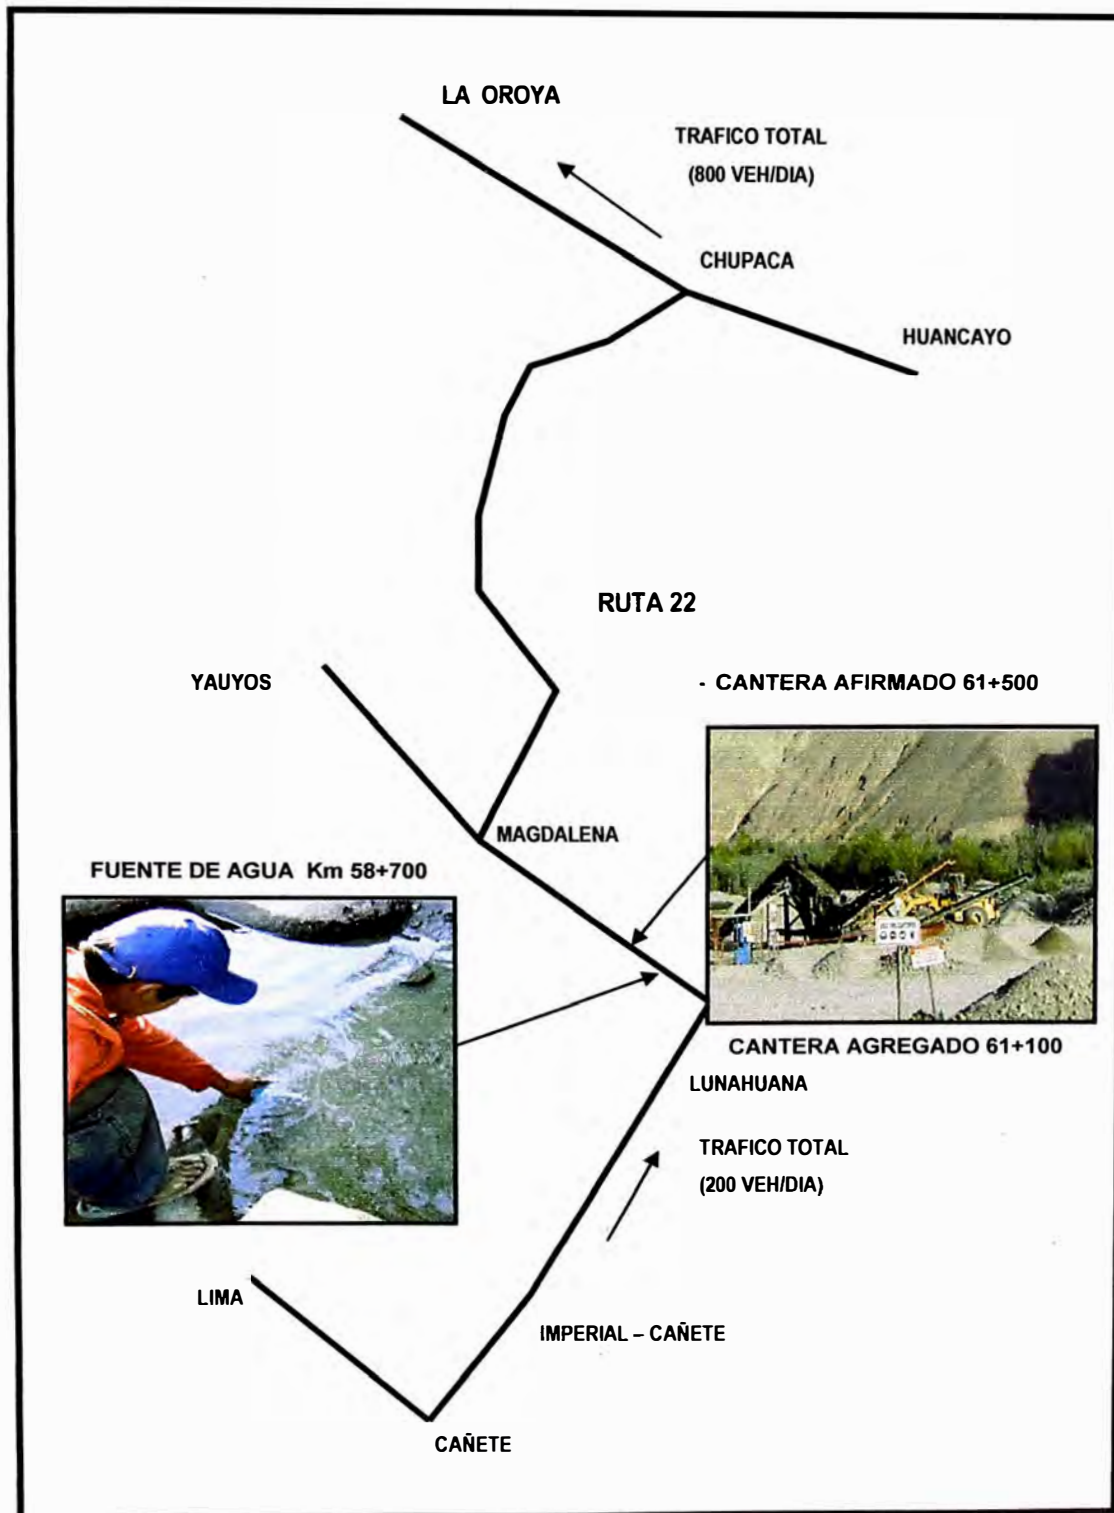 LA OROYA
TRAFICO TOTAL
(800 VEH/DIA)
CHUPACA
HUANCAYO
RUTA 22
YAUYOS
- CANTERA AFIRMADO 61+500
MAGDALENA
FUENTE DE AGUA Km 58+700
CANTERA AGREGADO 61+100
LUNAHUANA
TRAFICO TOTAL
(200 VEH/DIA)
LIMA
IMPERIAL – CAÑETE
CAÑETE